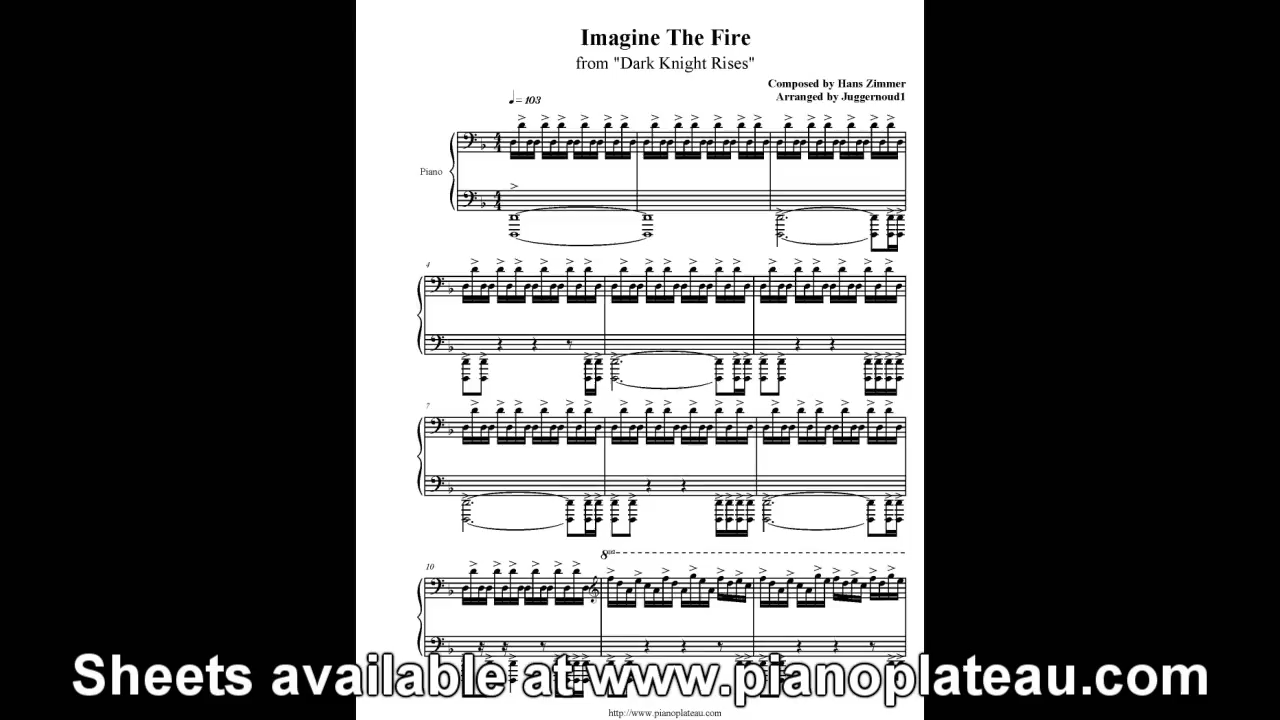 Imagine The Fire
from "Dark Knight Rises"
Composed by Hans Zimmer
Arranged by Juggernoud1
♩= 103
Piano
4
7
10
8va
Sheets available at www.pianoplateau.com
http://www.pianoplateau.com